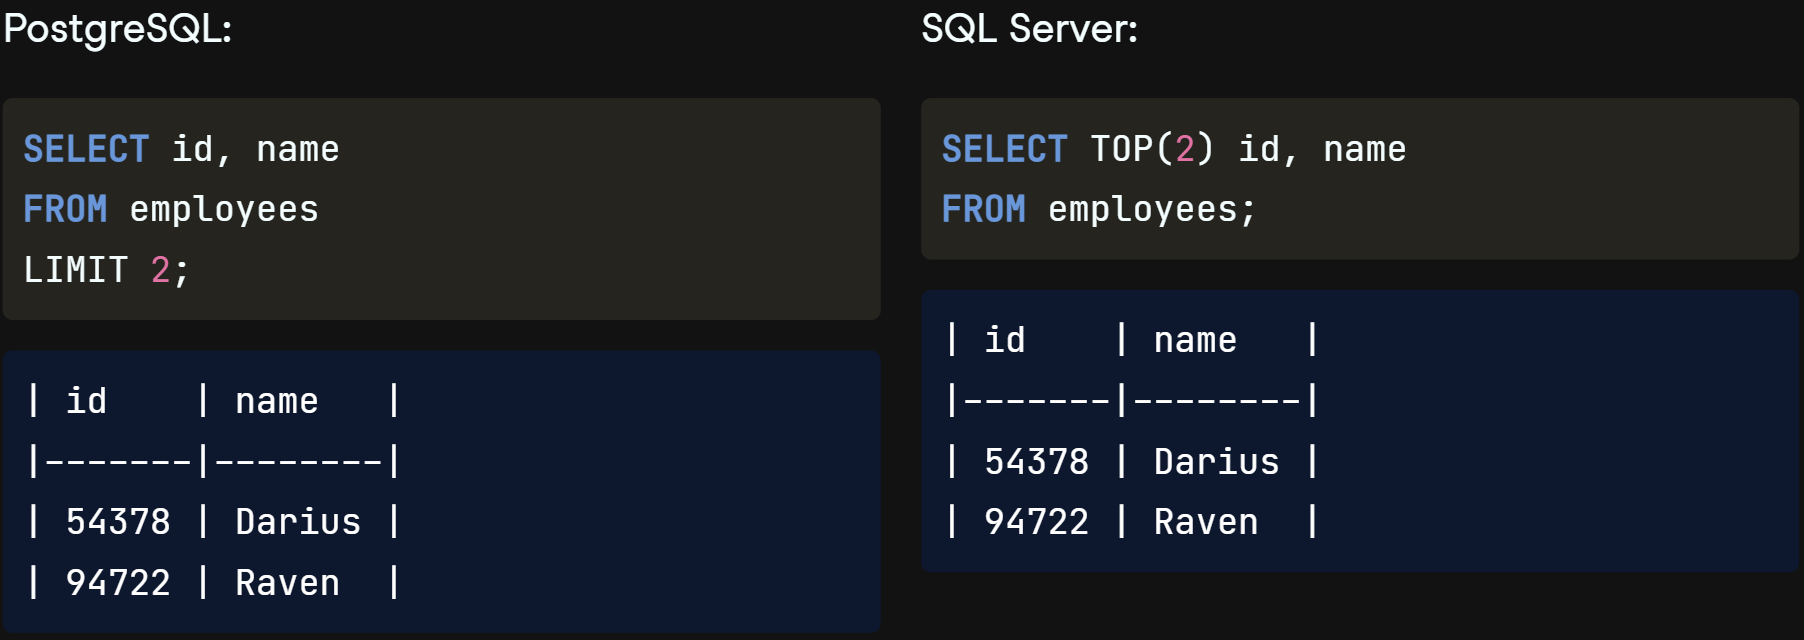 PostgreSQL:
SELECT id, name
FROM employees
LIMIT 2;
| id    | name   |
|-------|--------|
| 54378 | Darius |
| 94722 | Raven  |
SQL Server:
SELECT TOP(2) id, name
FROM employees;
| id    | name   |
|-------|--------|
| 54378 | Darius |
| 94722 | Raven  |